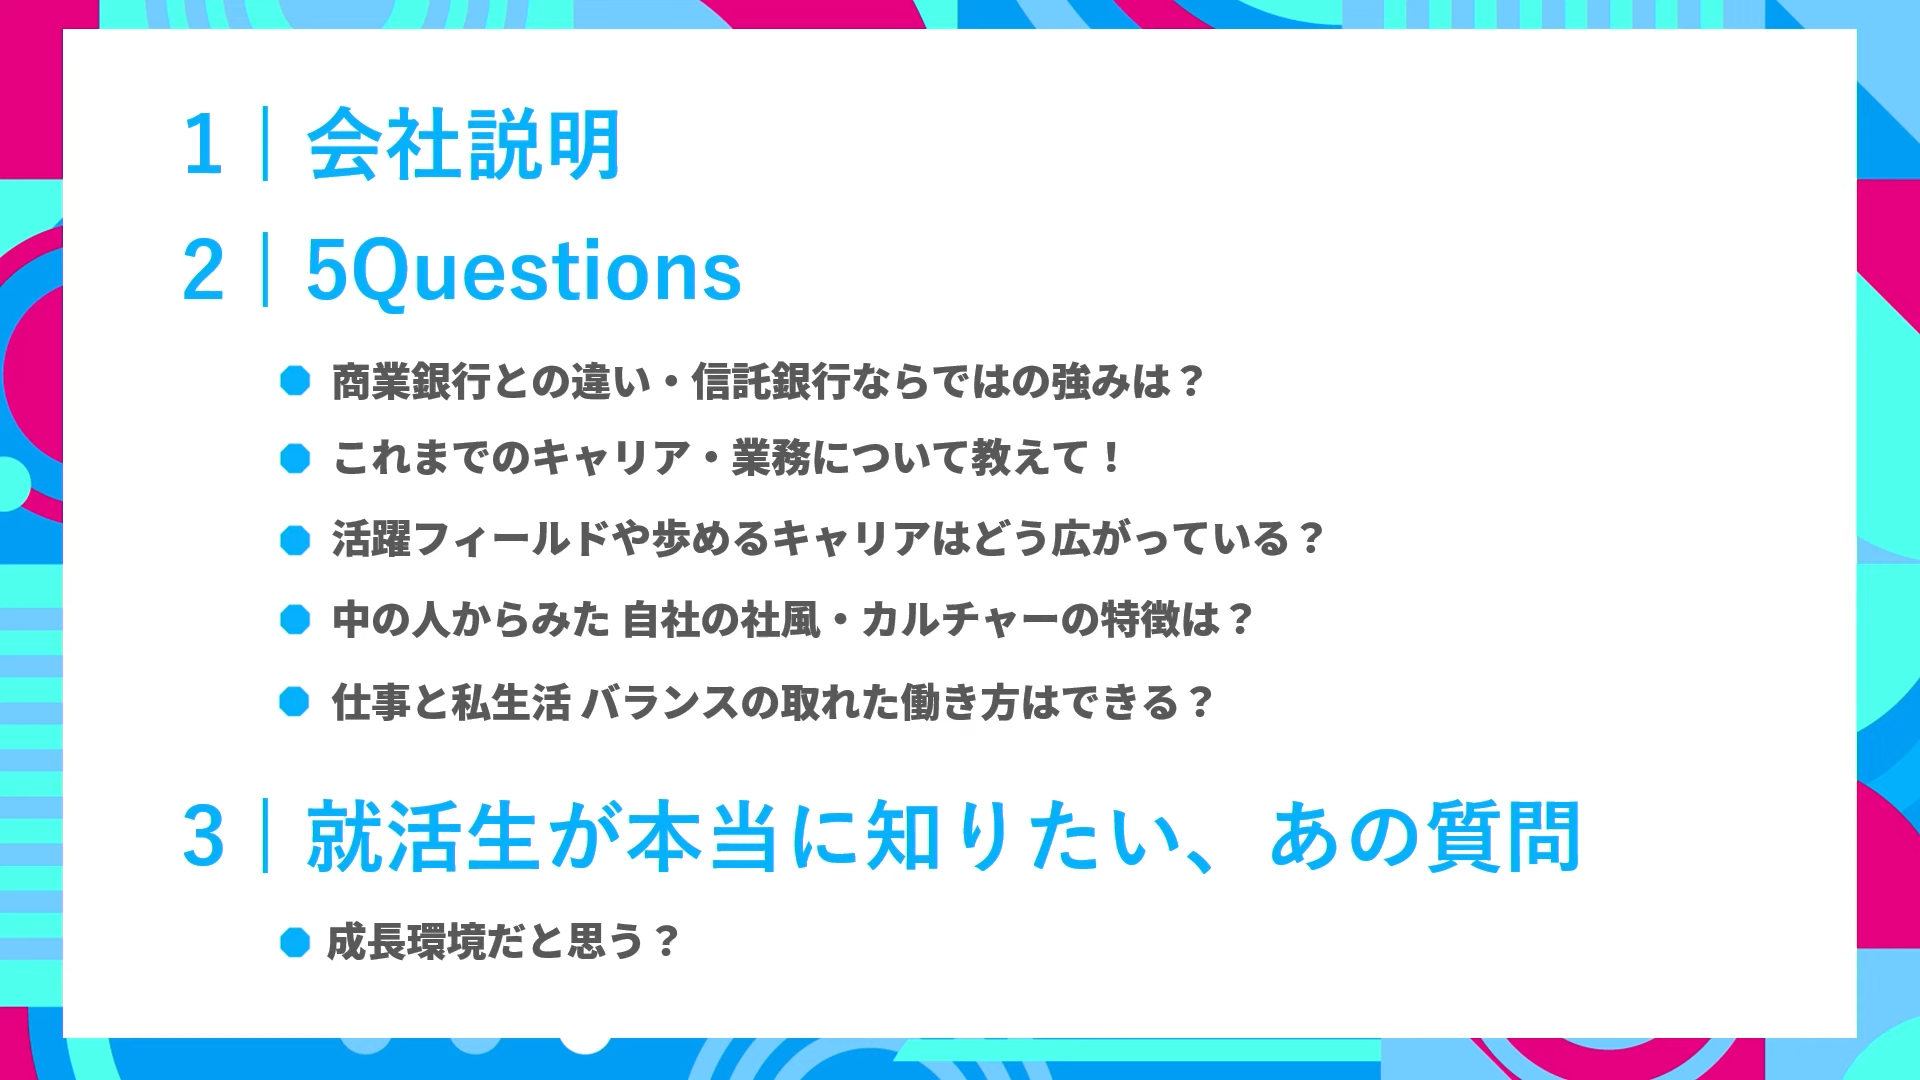 1｜会社説明
2｜5Questions
商業銀行との違い・信託銀行ならではの強みは？
これまでのキャリア・業務について教えて！
活躍フィールドや歩めるキャリアはどう広がっている？
中の人からみた 自社の社風・カルチャーの特徴は？
仕事と私生活 バランスの取れた働き方はできる？
3｜就活生が本当に知りたい、あの質問
成長環境だと思う？